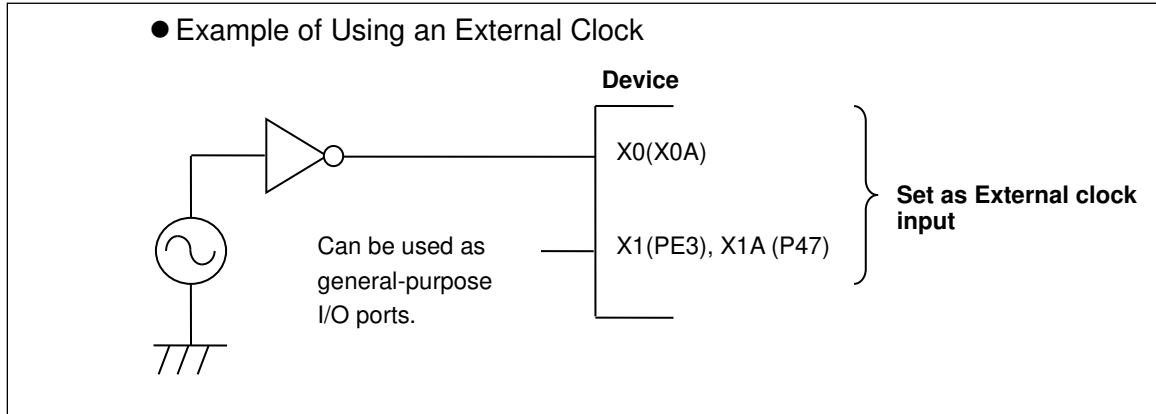 ● Example of Using an External Clock
Device
X0(X0A)
Set as External clock
input
Can be used as
general-purpose
I/O ports.
X1(PE3), X1A (P47)